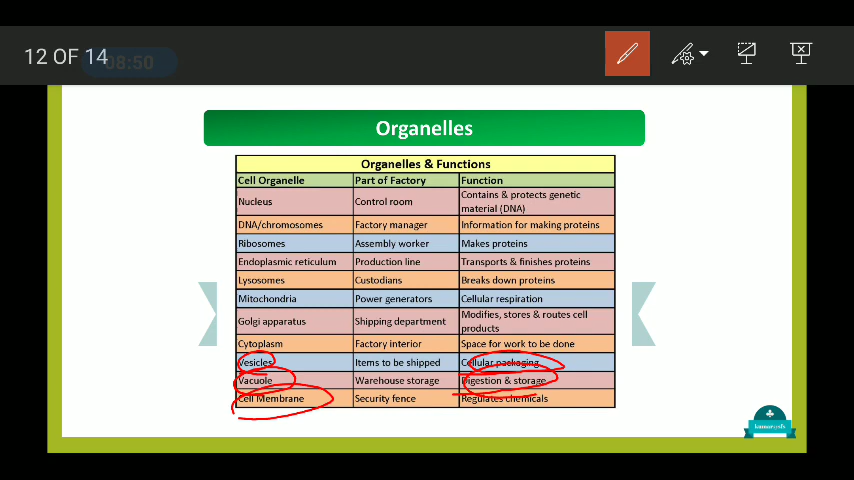 12 OF 14
08:50
Organelles
Organelles & Functions
Cell Organelle Part of Factory Function
Nucleus Control room Contains & protects genetic
material (DNA)
DNA/chromosomes Factory manager Information for making proteins
Ribosomes Assembly worker Makes proteins
Endoplasmic reticulum Production line Transports & finishes proteins
Lysosomes Custodians Breaks down proteins
Mitochondria Power generators Cellular respiration
Golgi apparatus Shipping department Modifies, stores & routes cell
products
Cytoplasm Factory interior Space for work to be done
Vesicles Items to be shipped Cellular packaging
Vacuole Warehouse storage Digestion & storage
Cell Membrane Security fence Regulates chemicals